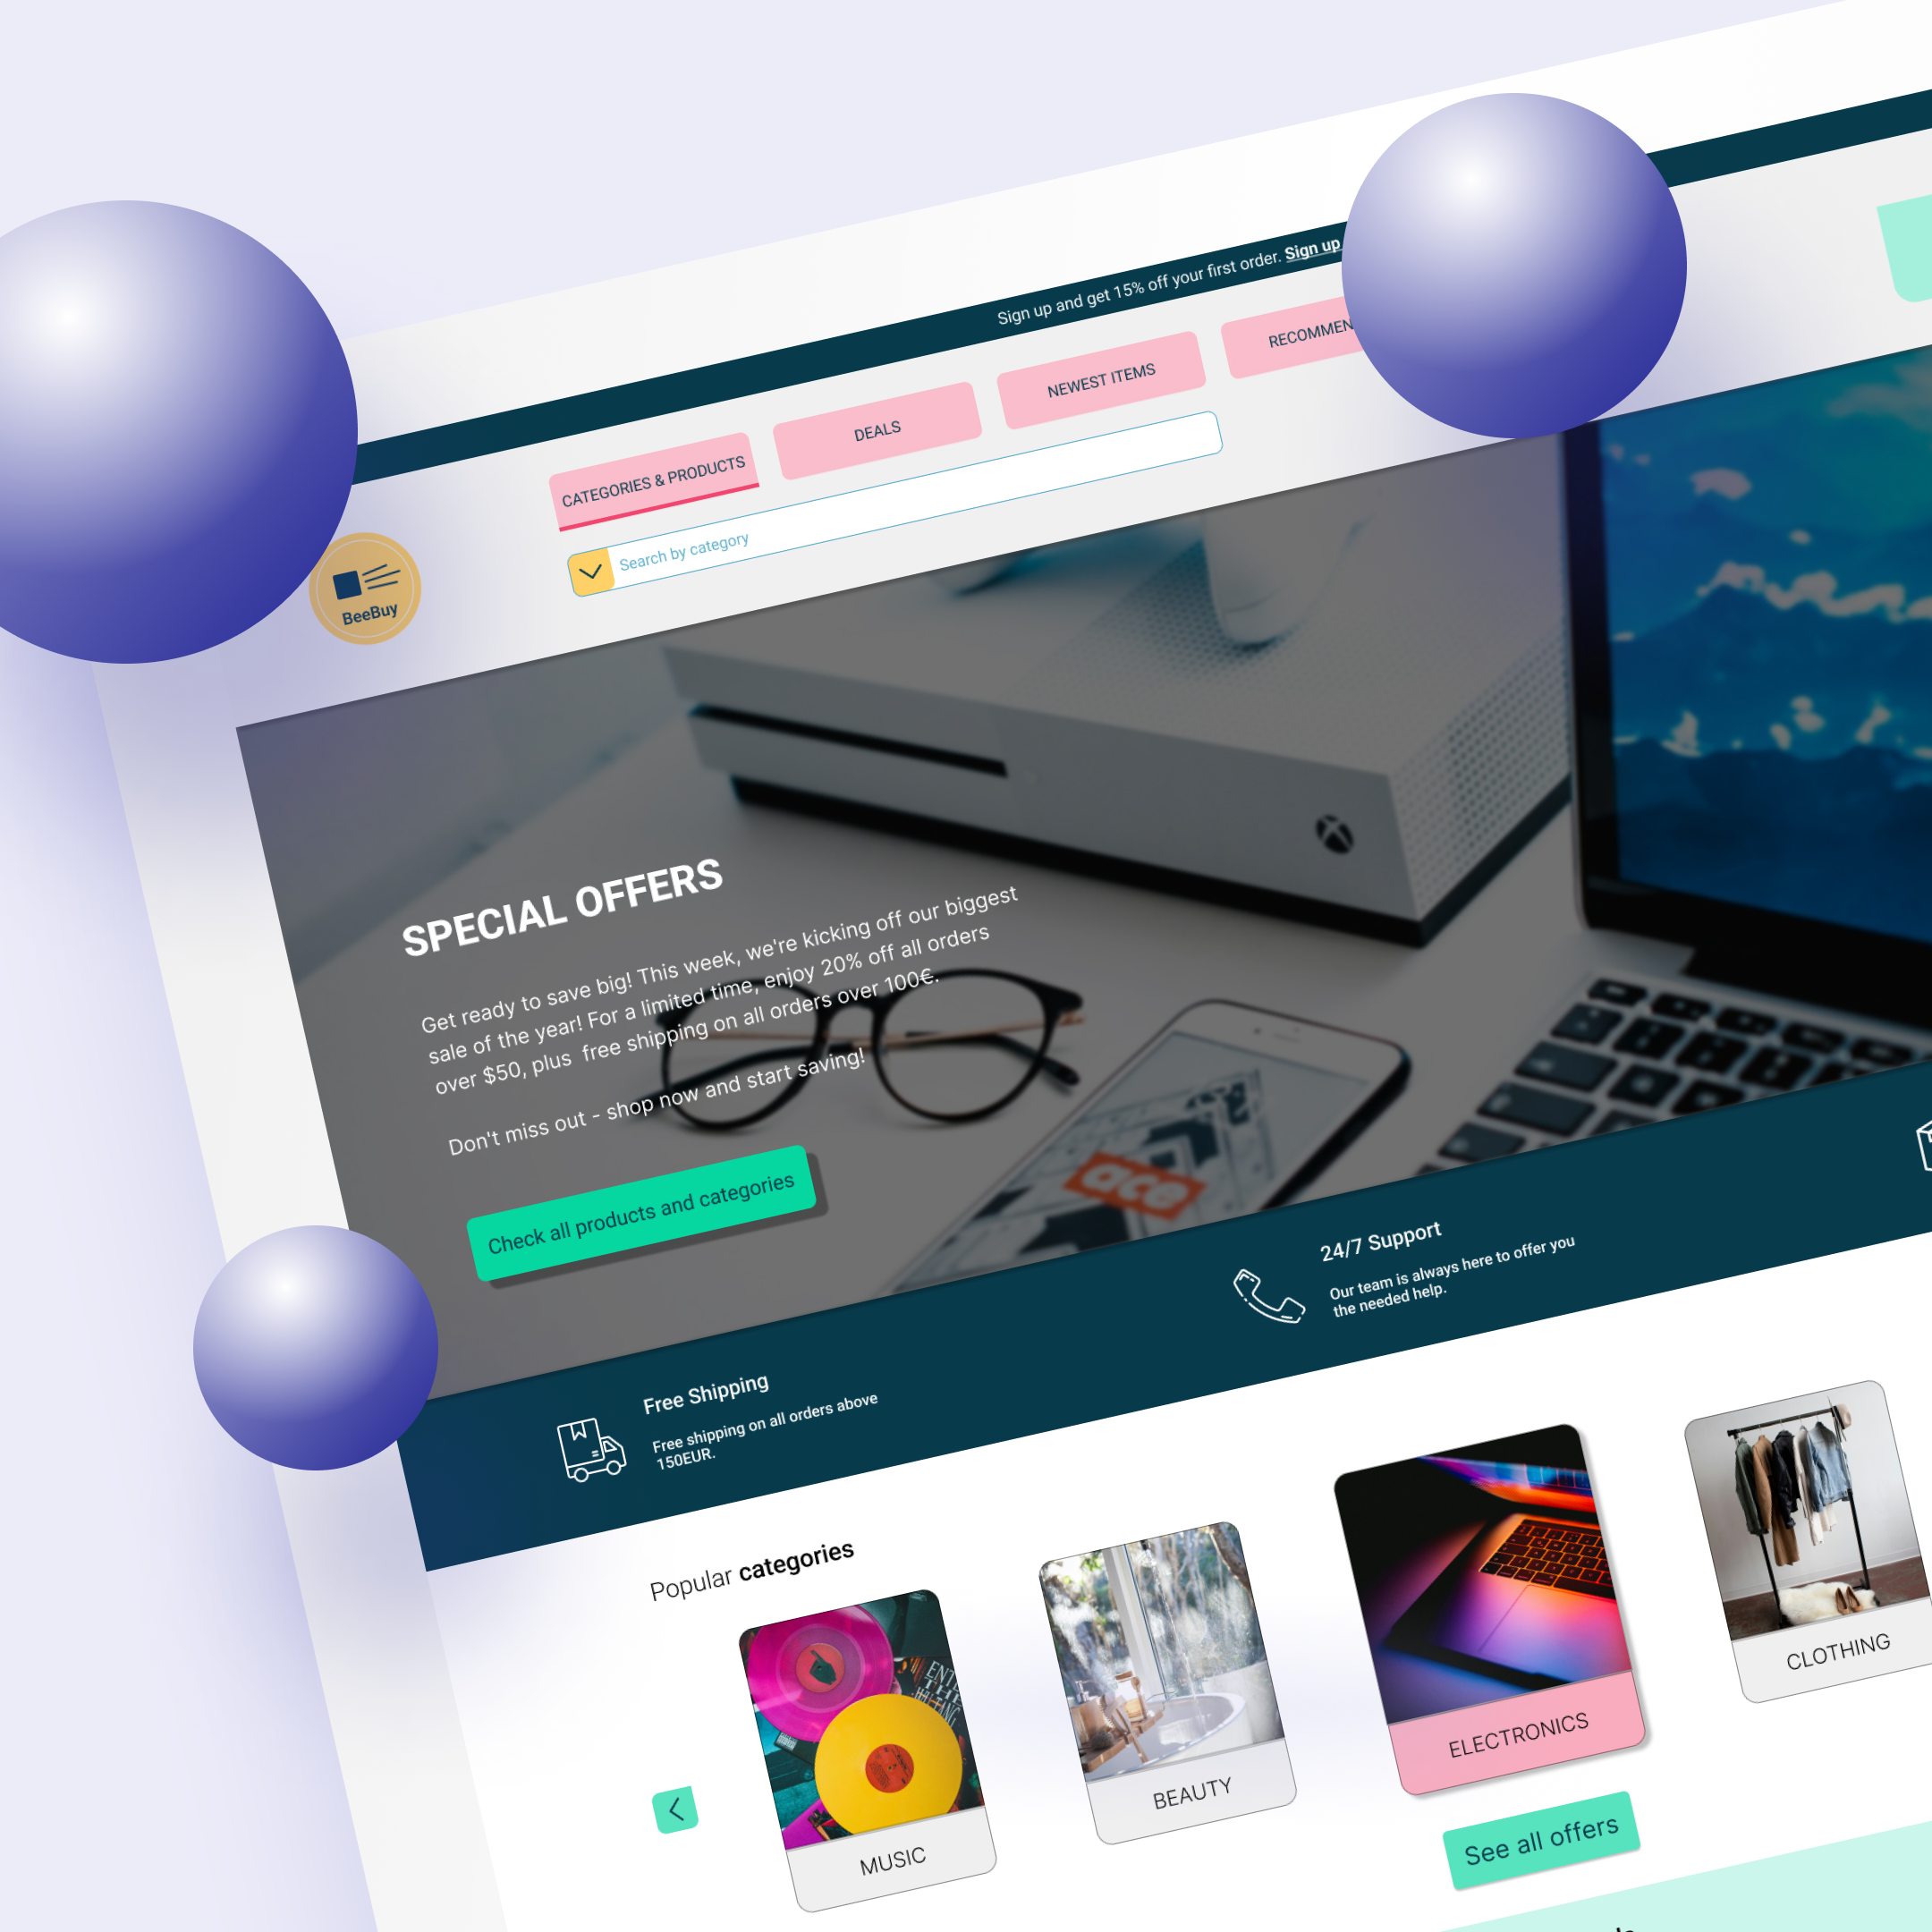 Sign up and get 15% off your first order. Sign up
CATEGORIES & PRODUCTS
DEALS
NEWEST ITEMS
RECOMMEN
Search by category
BeeBuy
SPECIAL OFFERS
Get ready to save big! This week, we're kicking off our biggest
sale of the year! For a limited time, enjoy 20% off all orders
over $50, plus free shipping on all orders over 100€.
Don't miss out - shop now and start saving!
Check all products and categories
ace
Free Shipping
Free shipping on all orders above
150EUR.
24/7 Support
Our team is always here to offer you
the needed help.
Popular categories
MUSIC
BEAUTY
ELECTRONICS
CLOTHING
See all offers